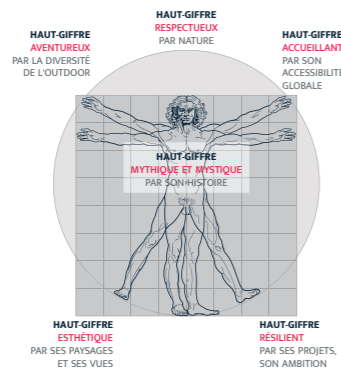 HAUT-GIFFRE
RESPECTUEUX
PAR NATURE
HAUT-GIFFRE
AVENTUREUX
PAR LA DIVERSITÉ
DE L'OUTDOOR
HAUT-GIFFRE
ACCUEILLANT
PAR SON
ACCESSIBILITÉ
GLOBALE
HAUT-GIFFRE
MYTHIQUE ET MYSTIQUE
PAR SON HISTOIRE
HAUT-GIFFRE
ESTHÉTIQUE
PAR SES PAYSAGES
ET SES VUES
HAUT-GIFFRE
RÉSILIENT
PAR SES PROJETS,
SON AMBITION